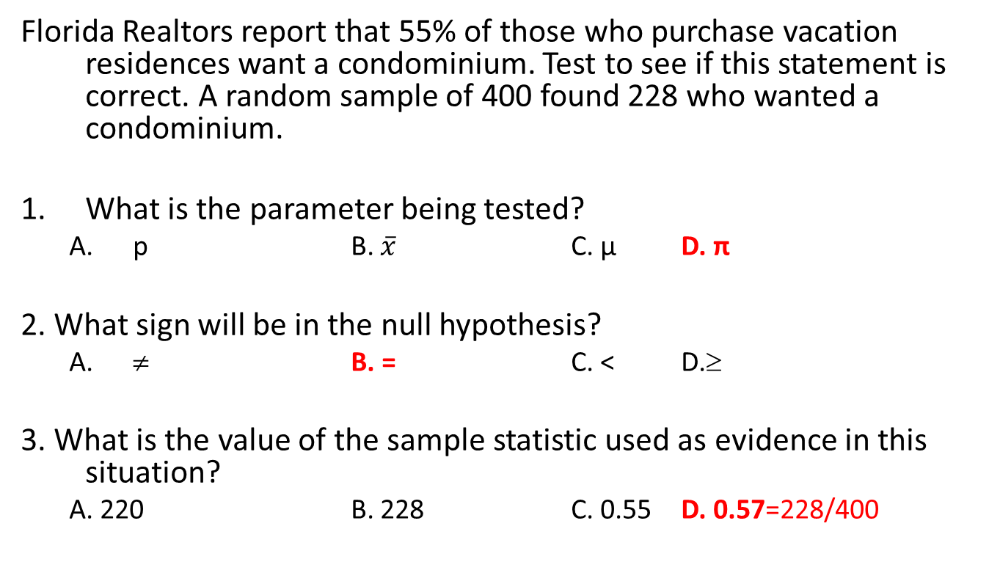 Florida Realtors report that 55% of those who purchase vacation
residences want a condominium. Test to see if this statement is
correct. A random sample of 400 found 228 who wanted a
condominium.
1. What is the parameter being tested?
A. p B. x̄ C. μ D. π
2. What sign will be in the null hypothesis?
A. ≠ B. = C. < D.≥
3. What is the value of the sample statistic used as evidence in this
situation?
A. 220 B. 228 C. 0.55 D. 0.57=228/400